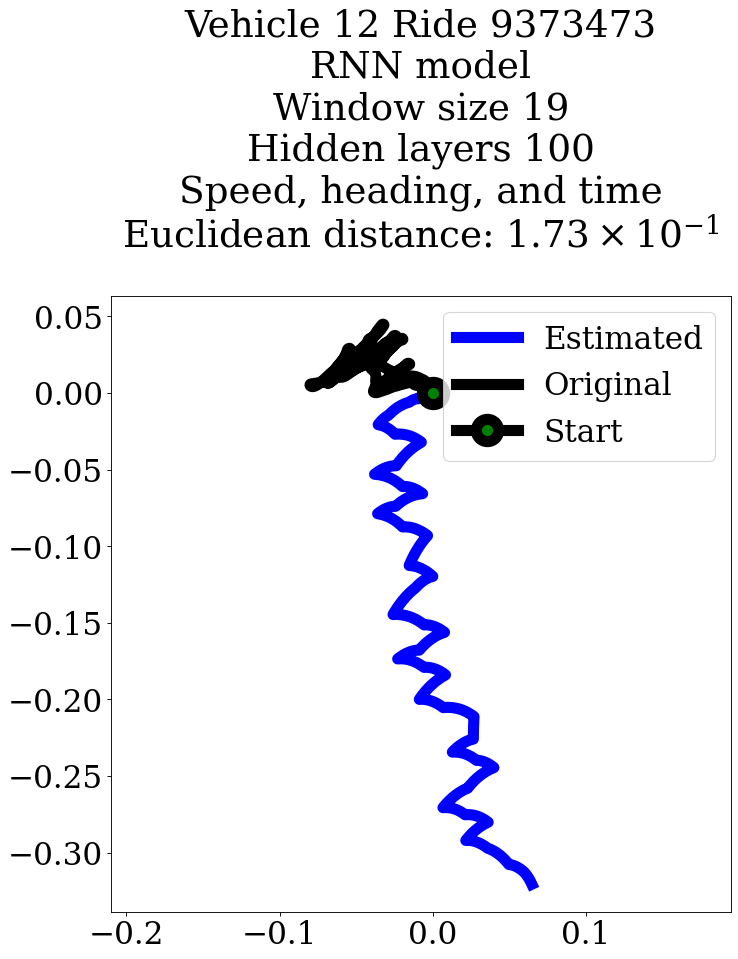 Vehicle 12 Ride 9373473
RNN model
Window size 19
Hidden layers 100
Speed, heading, and time
Euclidean distance: 1.73 × 10⁻¹
Estimated
Original
Start
0.05
0.00
−0.05
−0.10
−0.15
−0.20
−0.25
−0.30
−0.2 −0.1 0.0 0.1